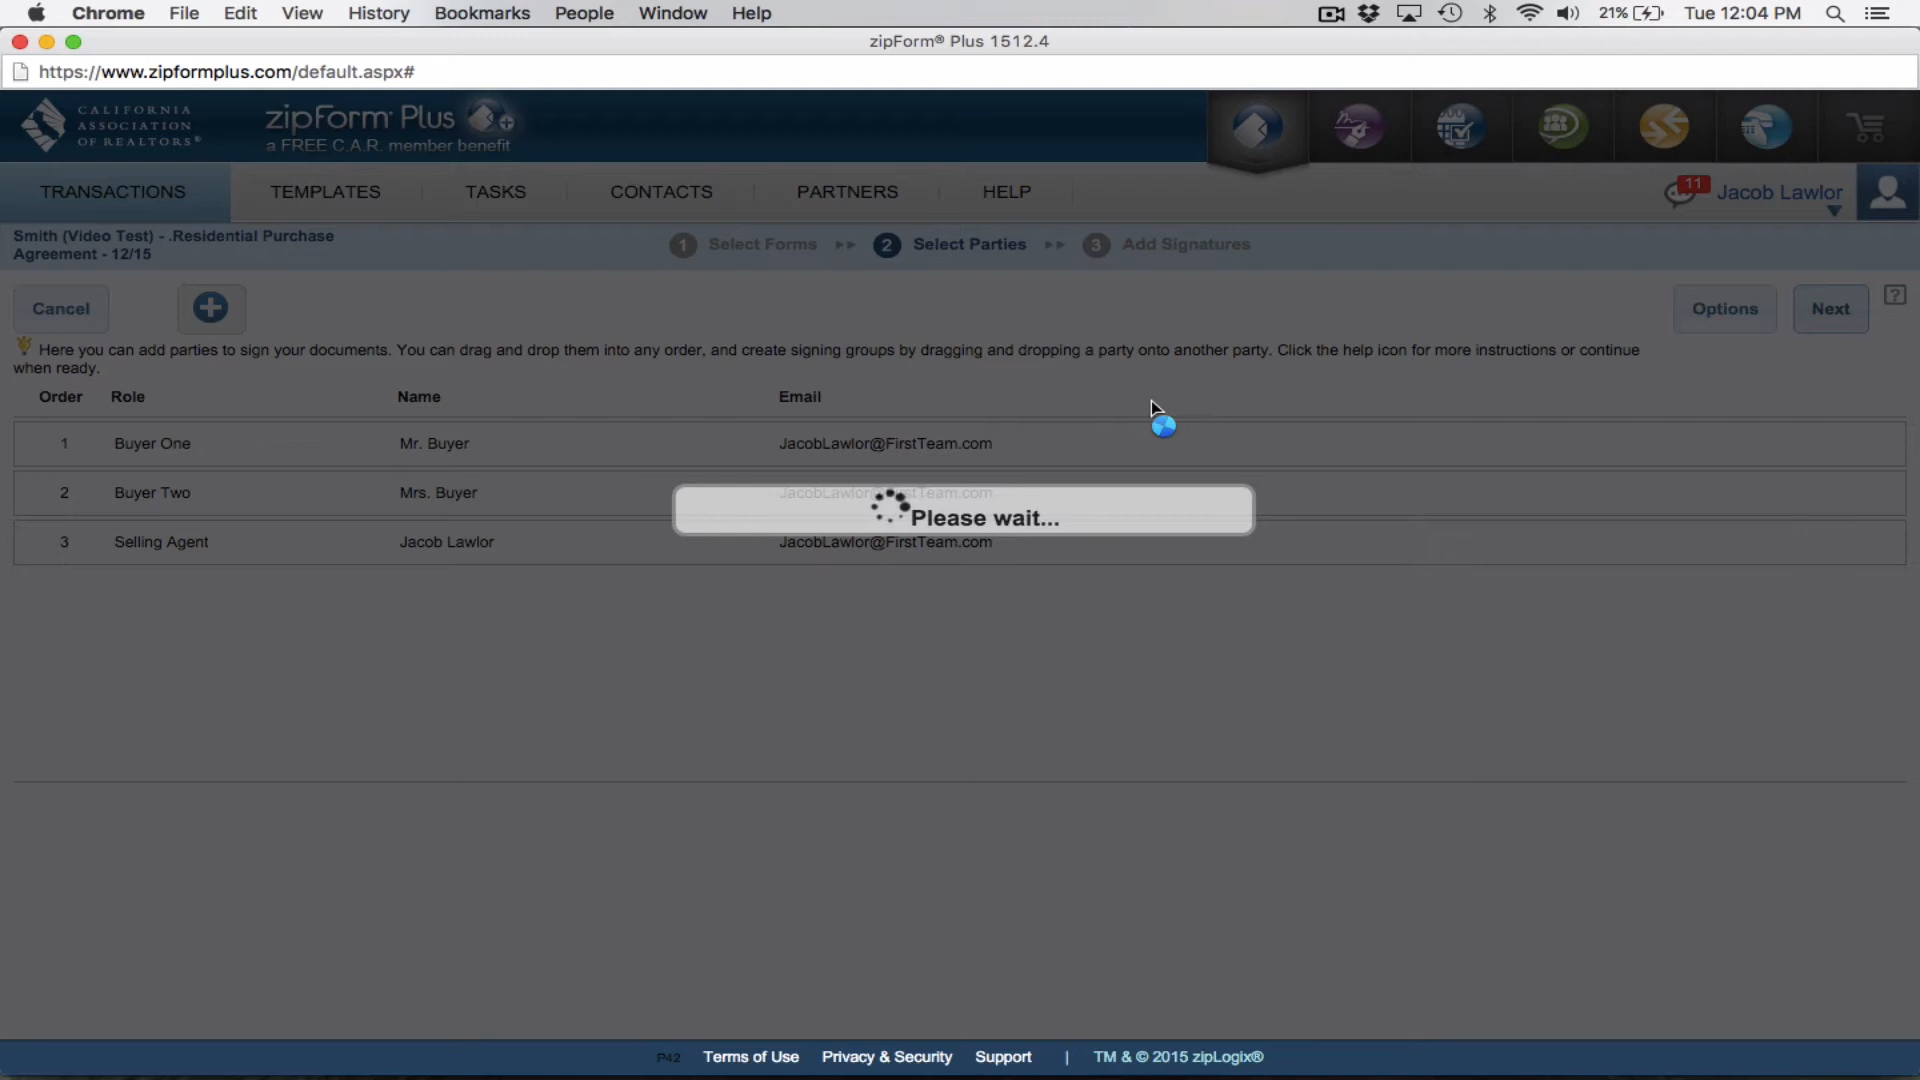 Chrome File Edit View History Bookmarks People Window Help 21% Tue 12:04 PM
zipForm® Plus 1512.4
https://www.zipformplus.com/default.aspx#
CALIFORNIA
ASSOCIATION
OF REALTORS®
zipForm® Plus
a FREE C.A.R. member benefit
TRANSACTIONS TEMPLATES TASKS CONTACTS PARTNERS HELP 11 Jacob Lawlor
Smith (Video Test) - .Residential Purchase
Agreement - 12/15
1 Select Forms 2 Select Parties 3 Add Signatures
Cancel Options Next ?
Here you can add parties to sign your documents. You can drag and drop them into any order, and create signing groups by dragging and dropping a party onto another party. Click the help icon for more instructions or continue
when ready.
Order Role Name Email
1 Buyer One Mr. Buyer JacobLawlor@FirstTeam.com
2 Buyer Two Mrs. Buyer JacobLawlor@FirstTeam.com
Please wait...
3 Selling Agent Jacob Lawlor JacobLawlor@FirstTeam.com
P42 Terms of Use Privacy & Security Support | TM & © 2015 zipLogix®